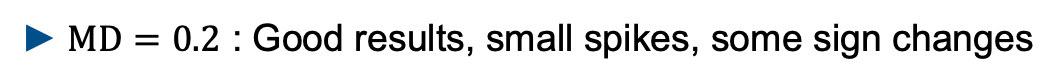 ▶ MD = 0.2 : Good results, small spikes, some sign changes